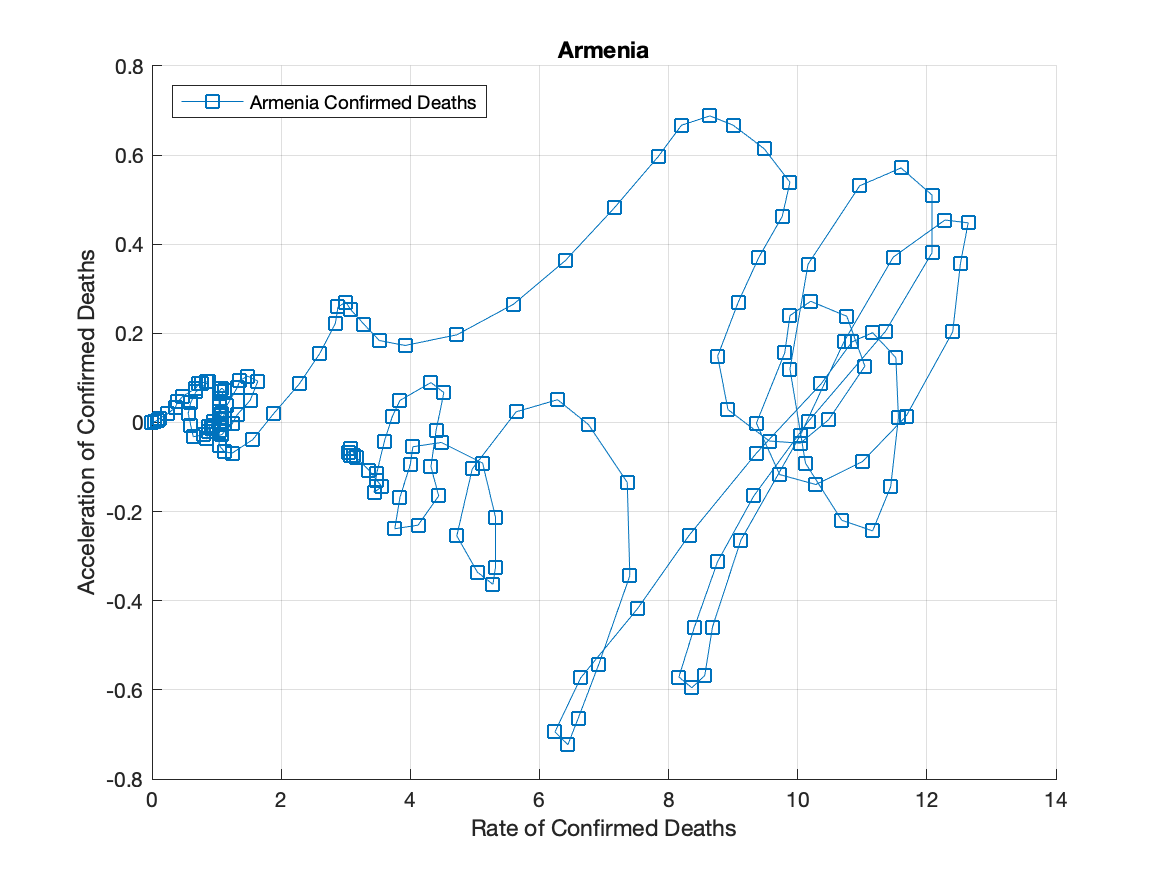 Armenia
0.8
Armenia Confirmed Deaths
0.6
0.4
0.2
0
-0.2
-0.4
-0.6
-0.8
Acceleration of Confirmed Deaths
0 2 4 6 8 10 12 14
Rate of Confirmed Deaths